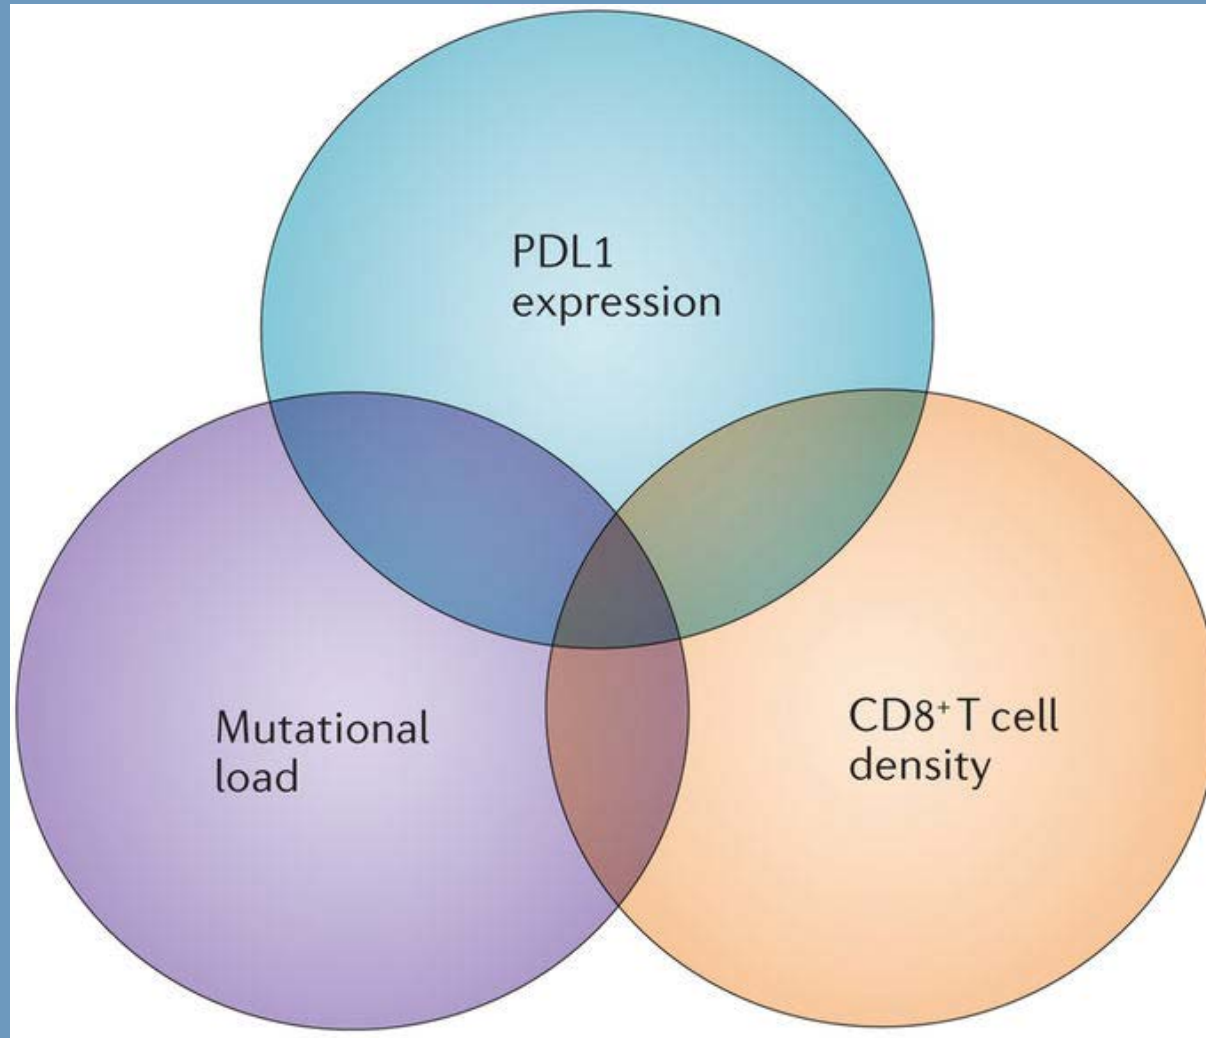 PDL1
expression
Mutational
load
CD8⁺ T cell
density